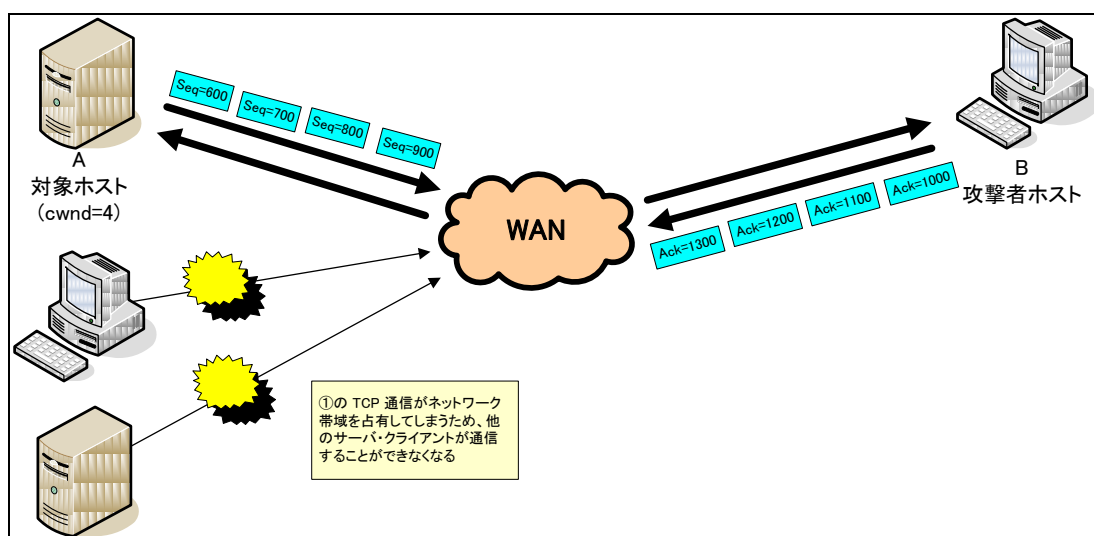 Seq=600
Seq=700
Seq=800
Seq=900
A
対象ホスト
(cwnd=4)
WAN
B
攻撃者ホスト
Ack=1300
Ack=1200
Ack=1100
Ack=1000
①の TCP 通信がネットワーク
帯域を占有してしまうため、他
のサーバ・クライアントが通信
することができなくなる